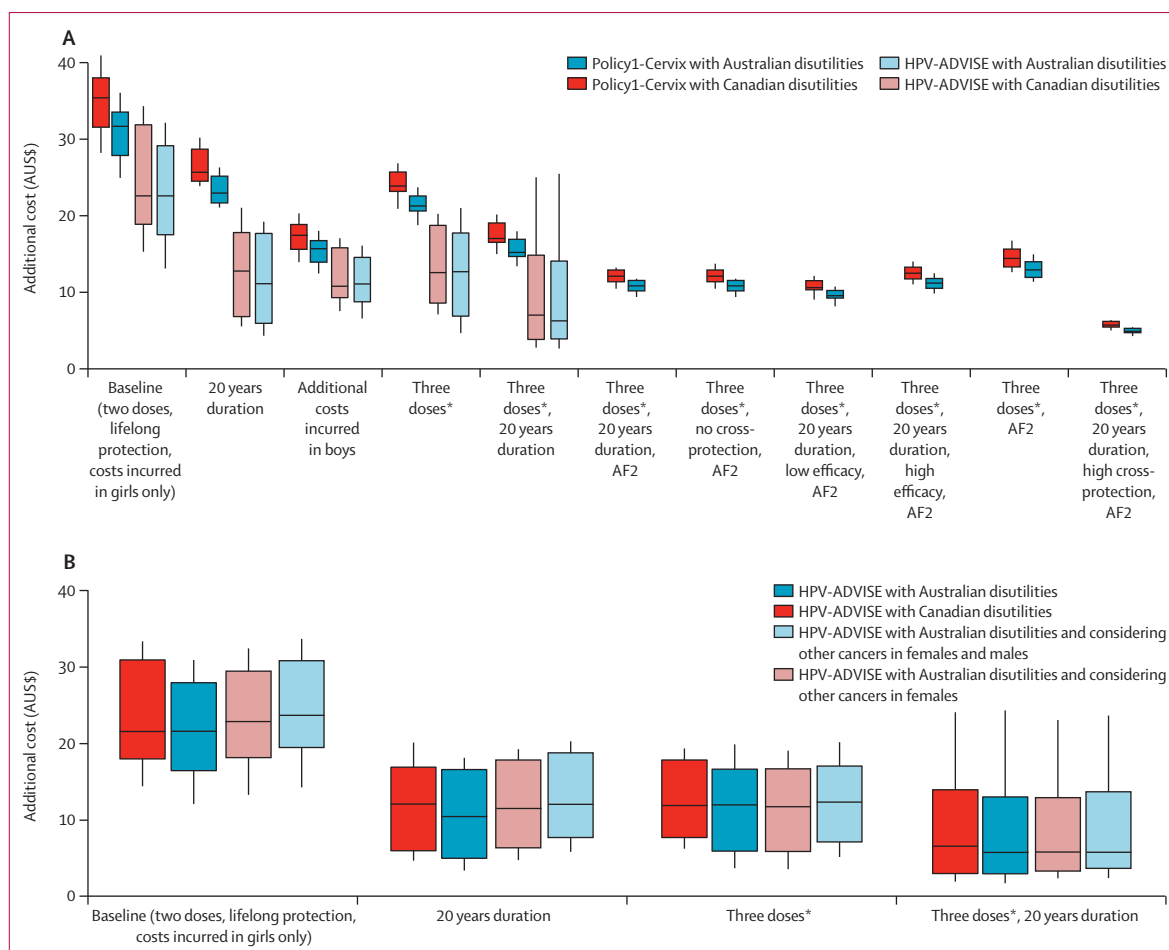 A
Policy1-Cervix with Australian disutilities
Policy1-Cervix with Canadian disutilities
HPV-ADVISE with Australian disutilities
HPV-ADVISE with Canadian disutilities
Additional cost (AUS$)
40
30
20
10
0
Baseline
(two doses,
lifelong
protection,
costs incurred
in girls only)
20 years
duration
Additional
costs
incurred
in boys
Three
doses*
Three
doses*,
20 years
duration
Three
doses*,
20 years
duration,
AF2
Three
doses*,
no cross-
protection,
AF2
Three
doses*,
20 years
duration,
low efficacy,
AF2
Three
doses*,
20 years
duration,
high
efficacy,
AF2
Three
doses*,
AF2
Three
doses*, 20 years
duration,
high cross-
protection,
AF2
B
HPV-ADVISE with Australian disutilities
HPV-ADVISE with Canadian disutilities
HPV-ADVISE with Australian disutilities and considering
other cancers in females and males
HPV-ADVISE with Australian disutilities and considering
other cancers in females
Additional cost (AUS$)
40
30
20
10
0
Baseline (two doses, lifelong protection,
costs incurred in girls only)
20 years duration
Three doses*
Three doses*, 20 years duration